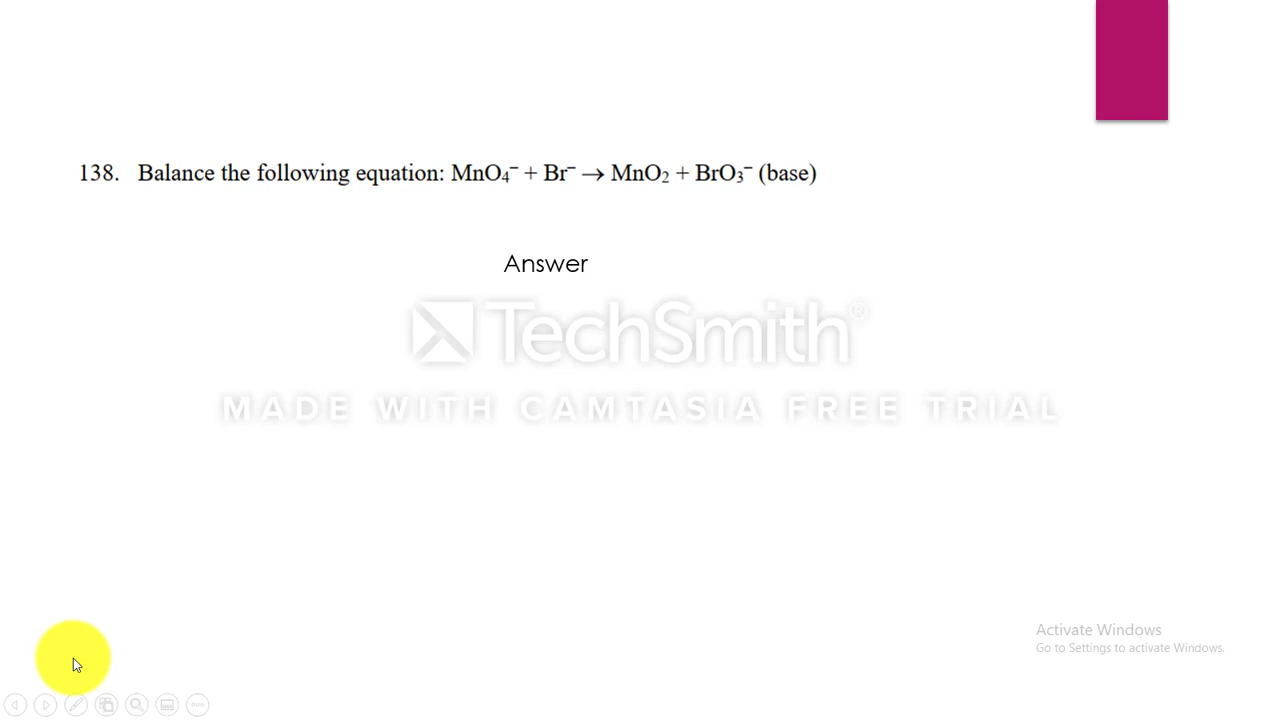 138. Balance the following equation: MnO₄⁻ + Br⁻ → MnO₂ + BrO₃⁻ (base)
Answer
TechSmith®
MADE WITH CAMTASIA FREE TRIAL
Activate Windows
Go to Settings to activate Windows.